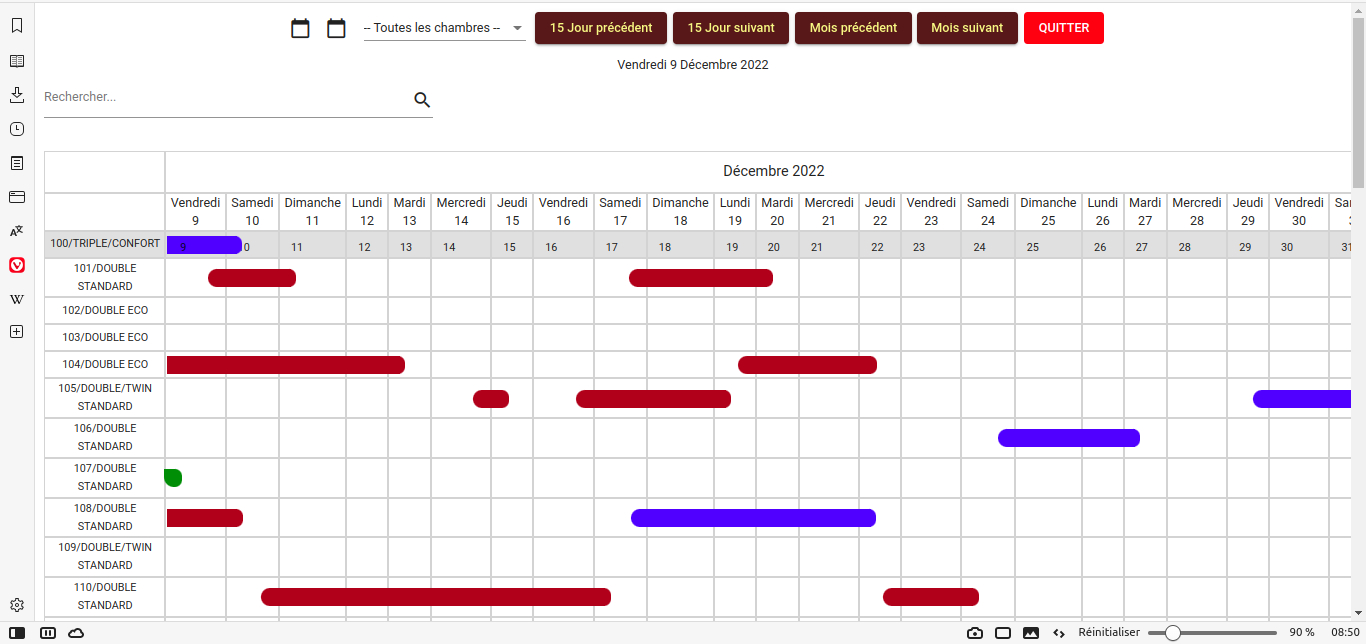 -- Toutes les chambres -- 15 Jour précédent 15 Jour suivant Mois précédent Mois suivant QUITTER
Vendredi 9 Décembre 2022
Rechercher...
Décembre 2022
Vendredi Samedi Dimanche Lundi Mardi Mercredi Jeudi Vendredi Samedi Dimanche Lundi Mardi Mercredi Jeudi Vendredi Samedi Dimanche Lundi Mardi Mercredi Jeudi Vendredi Sa
9 10 11 12 13 14 15 16 17 18 19 20 21 22 23 24 25 26 27 28 29 30
100/TRIPLE/CONFORT 9 0 11 12 13 14 15 16 17 18 19 20 21 22 23 24 25 26 27 28 29 30 31
101/DOUBLE
STANDARD
102/DOUBLE ECO
103/DOUBLE ECO
104/DOUBLE ECO
105/DOUBLE/TWIN
STANDARD
106/DOUBLE
STANDARD
107/DOUBLE
STANDARD
108/DOUBLE
STANDARD
109/DOUBLE/TWIN
STANDARD
110/DOUBLE
STANDARD
Réinitialiser 90 % 08:50